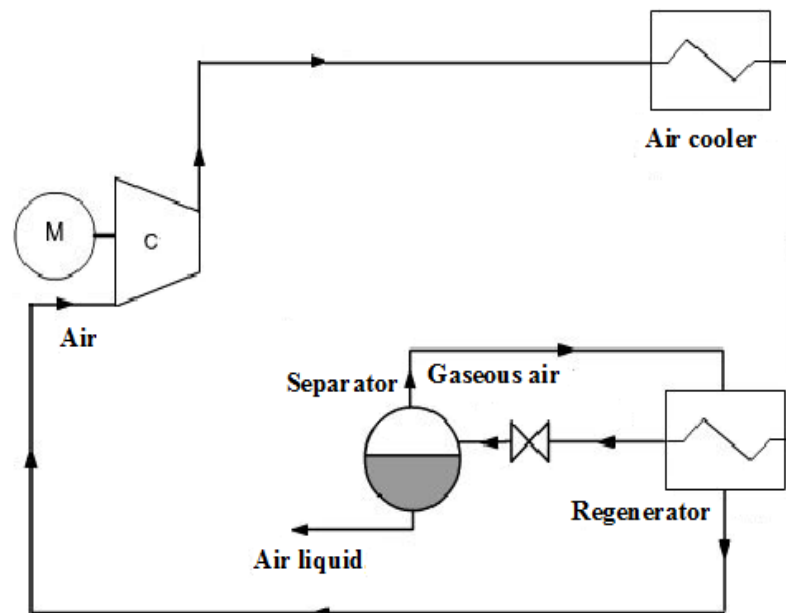 Air cooler
M
C
Air
Separator
Gaseous air
Regenerator
Air liquid